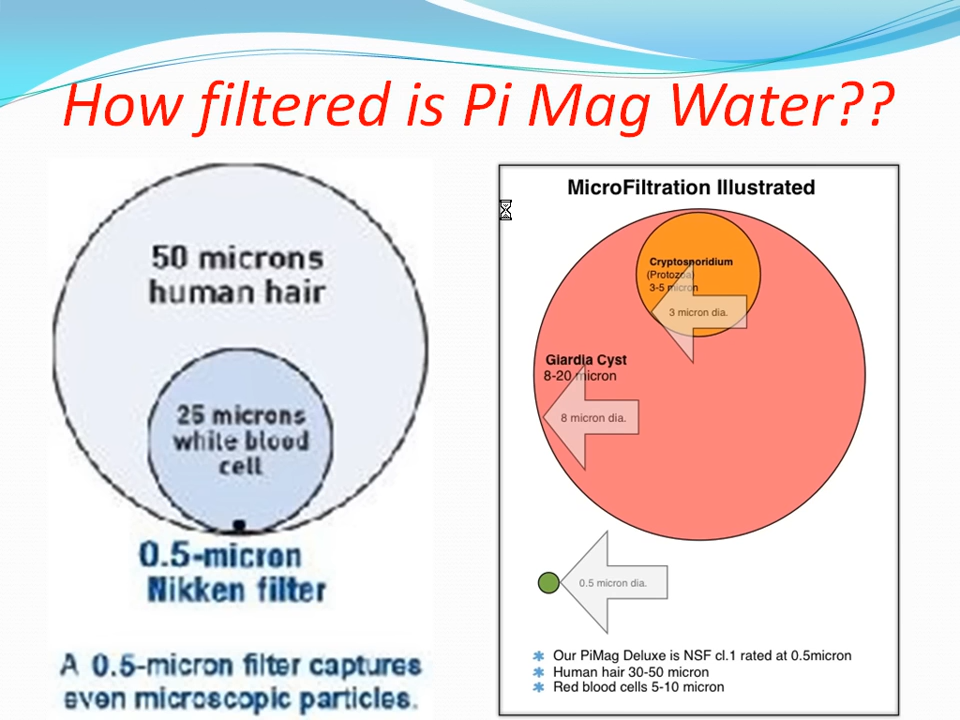 How filtered is Pi Mag Water??
50 microns
human hair
25 microns
white blood
cell
0.5-micron
Nikken filter
A 0.5-micron filter captures
even microscopic particles.
MicroFiltration Illustrated
Cryptosporidium
(Protozoa)
3-5 micron
3 micron dia.
Giardia Cyst
8-20 micron
8 micron dia.
0.5 micron dia.
Our PiMag Deluxe is NSF cl.1 rated at 0.5micron
Human hair 30-50 micron
Red blood cells 5-10 micron